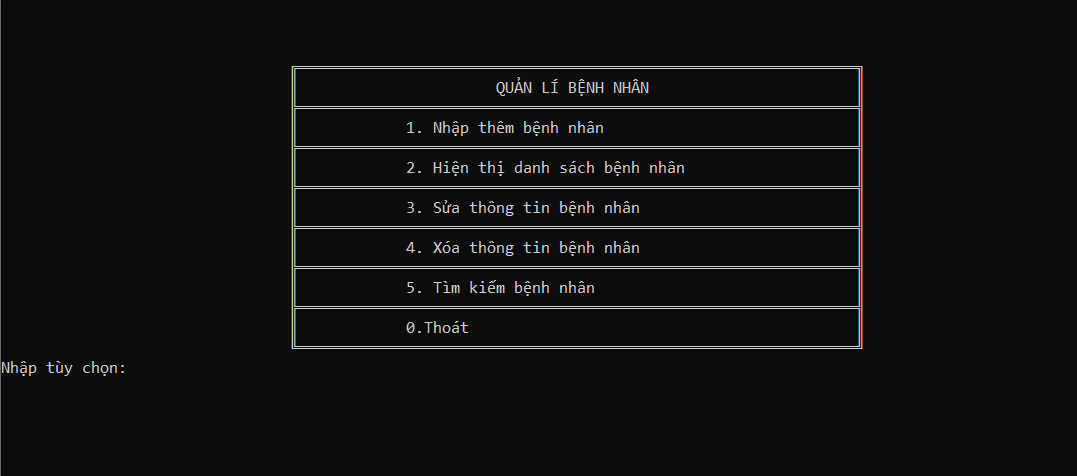 QUẢN LÍ BỆNH NHÂN
1. Nhập thêm bệnh nhân
2. Hiện thị danh sách bệnh nhân
3. Sửa thông tin bệnh nhân
4. Xóa thông tin bệnh nhân
5. Tìm kiếm bệnh nhân
0.Thoát
Nhập tùy chọn: